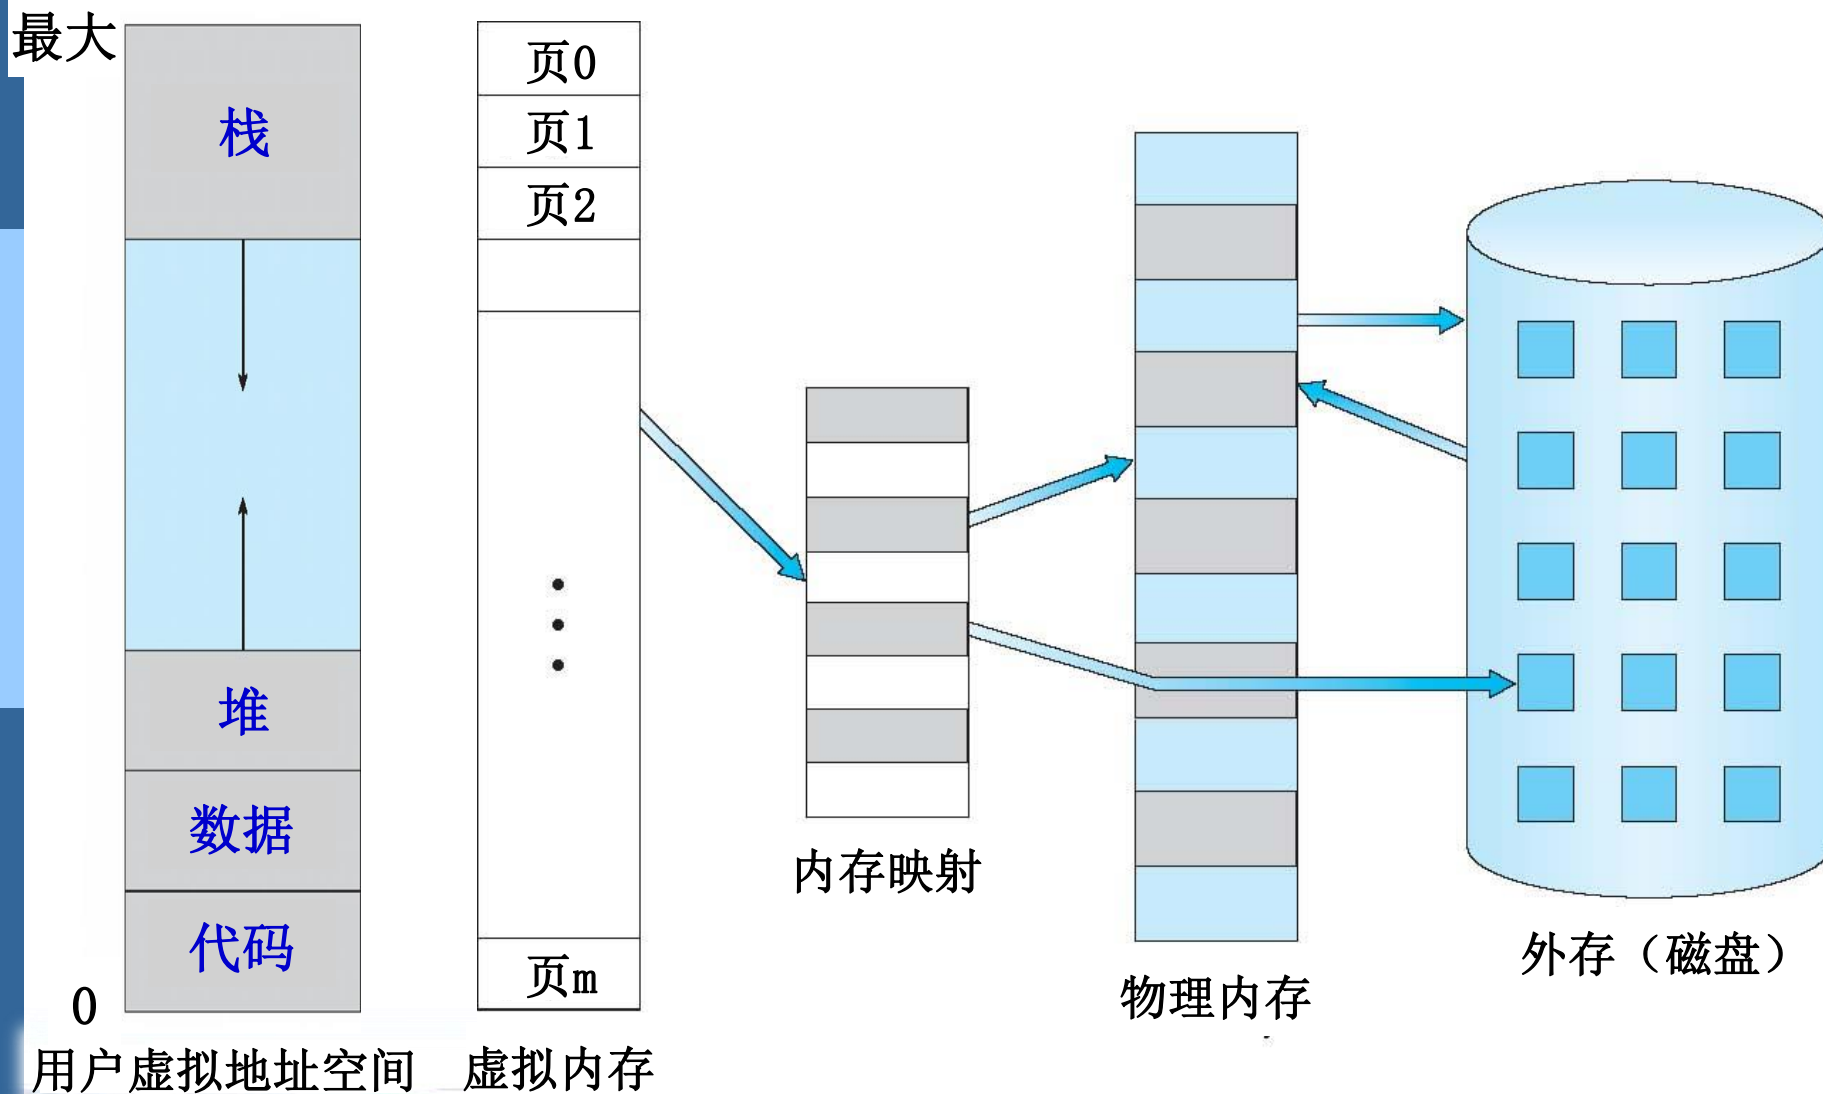 最大
栈
堆
数据
代码
0
用户虚拟地址空间
页0
页1
页2
页m
虚拟内存
内存映射
物理内存
外存（磁盘）